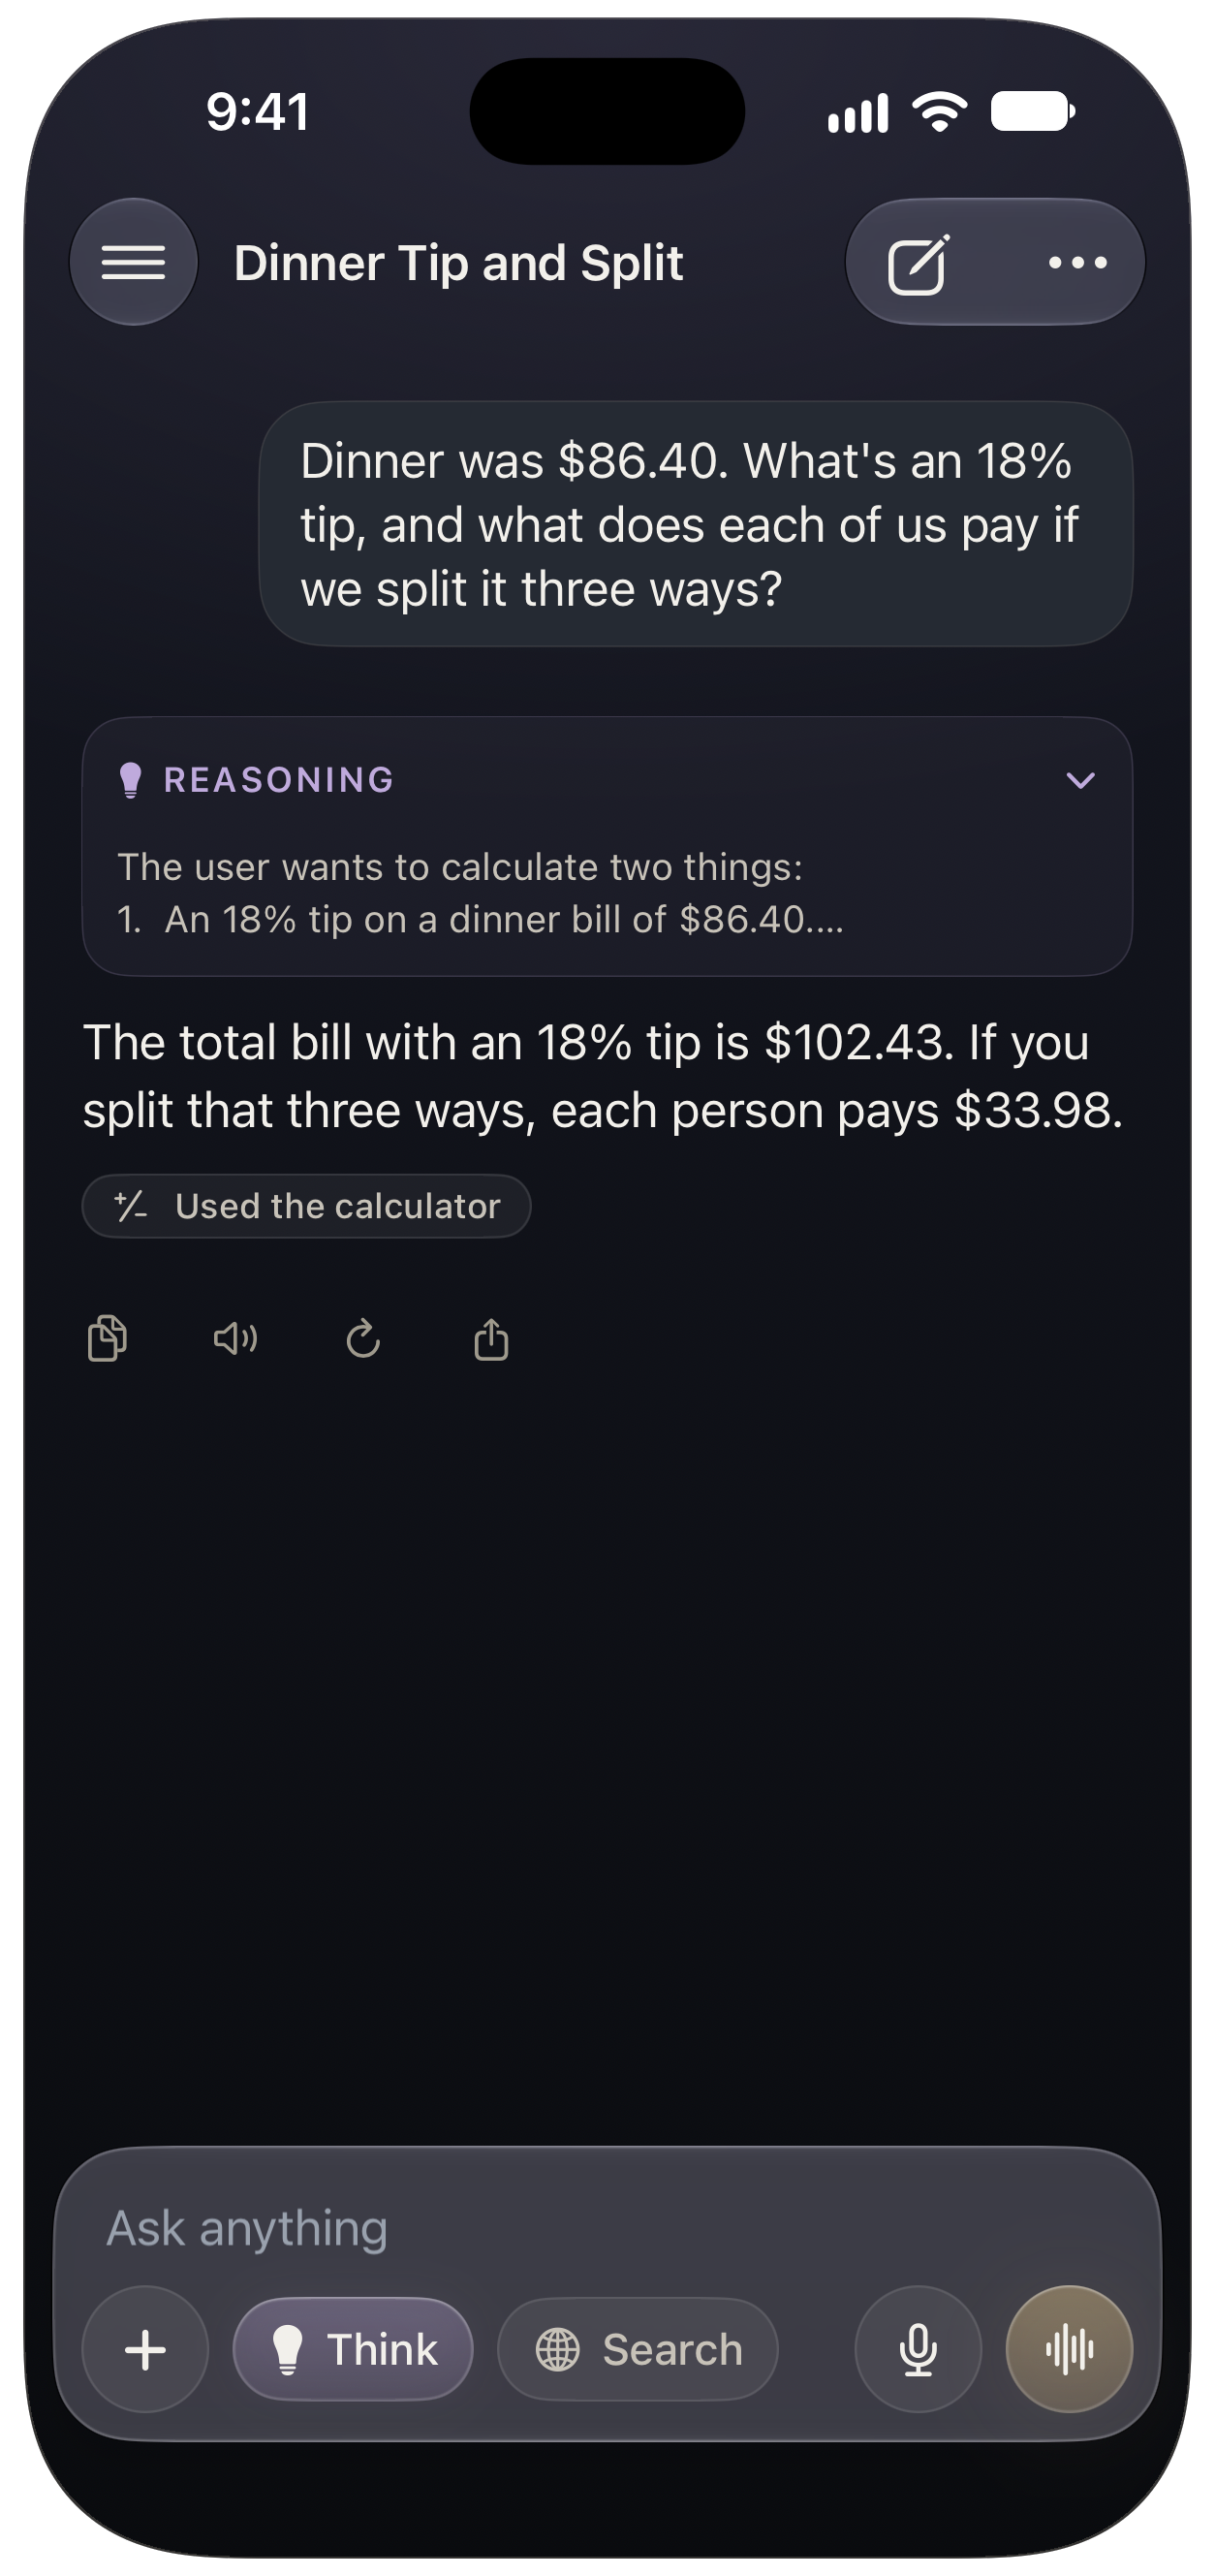 9:41
Dinner Tip and Split
Dinner was $86.40. What's an 18%
tip, and what does each of us pay if
we split it three ways?
REASONING
The user wants to calculate two things:
1. An 18% tip on a dinner bill of $86.40....
The total bill with an 18% tip is $102.43. If you
split that three ways, each person pays $33.98.
Used the calculator
Ask anything
Think
Search